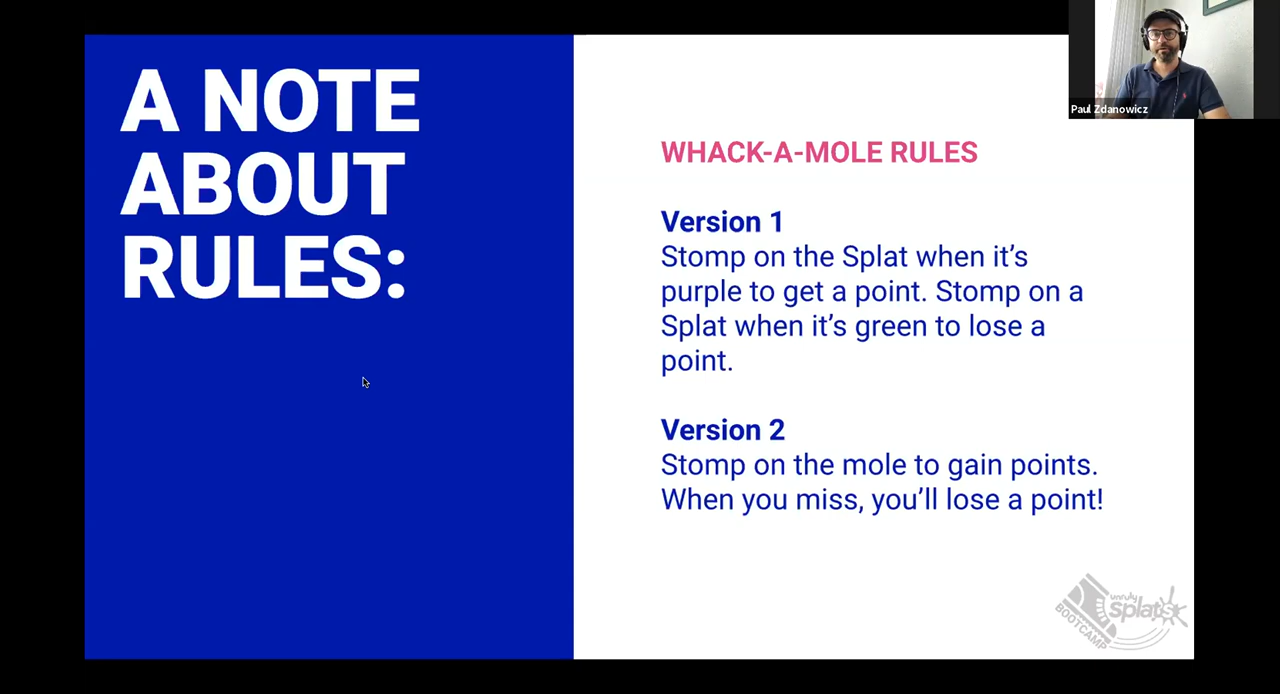 A NOTE
ABOUT
RULES:
Paul Zdanowicz
WHACK-A-MOLE RULES
Version 1
Stomp on the Splat when it’s
purple to get a point. Stomp on a
Splat when it’s green to lose a
point.
Version 2
Stomp on the mole to gain points.
When you miss, you’ll lose a point!
unruly
splats
BOOTCAMP